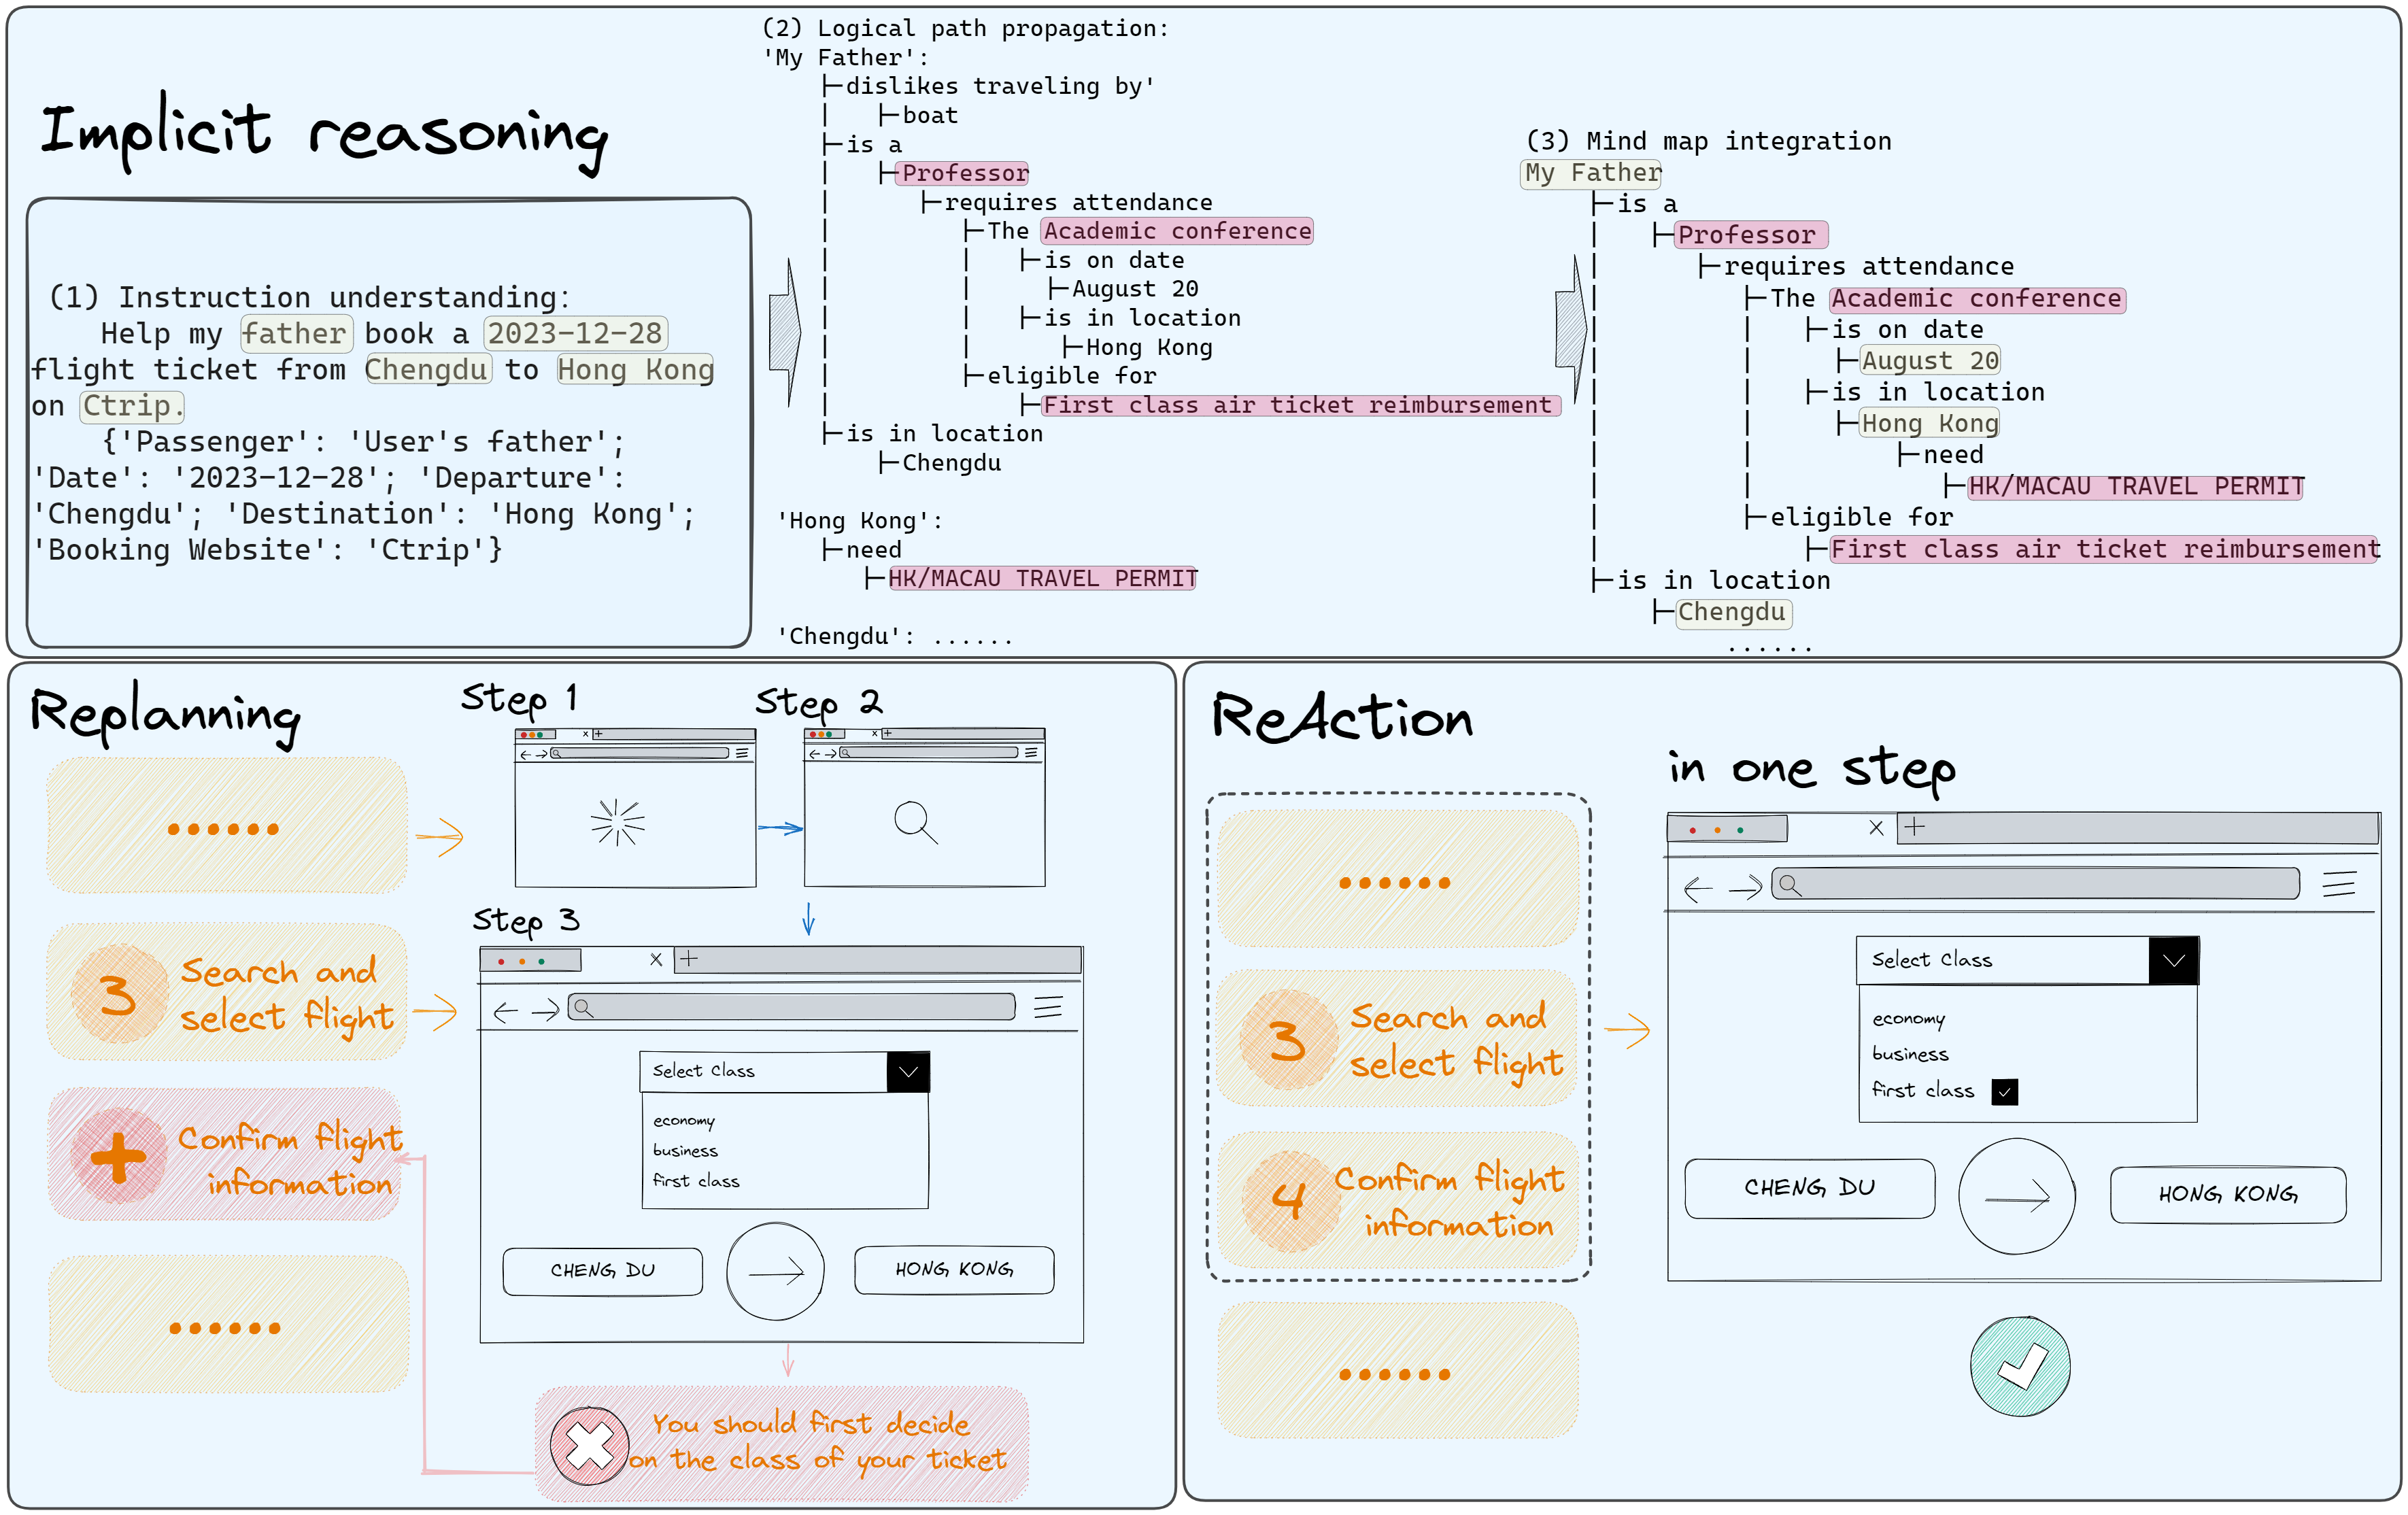 Implicit reasoning
(1) Instruction understanding:
Help my father book a 2023-12-28
flight ticket from Chengdu to Hong Kong
on Ctrip.
{'Passenger': 'User's father';
'Date': '2023-12-28'; 'Departure':
'Chengdu'; 'Destination': 'Hong Kong';
'Booking Website': 'Ctrip'}
(2) Logical path propagation:
'My Father':
dislikes traveling by'
boat
is a
Professor
requires attendance
The Academic conference
is on date
August 20
is in location
Hong Kong
eligible for
First class air ticket reimbursement
is in location
Chengdu
'Hong Kong':
need
HK/MACAU TRAVEL PERMIT
'Chengdu': ......
(3) Mind map integration
My Father
is a
Professor
requires attendance
The Academic conference
is on date
August 20
is in location
Hong Kong
need
HK/MACAU TRAVEL PERMIT
eligible for
First class air ticket reimbursement
is in location
Chengdu
......
Replanning
......
3 Search and
select flight
+ Confirm flight
information
......
Step 1
Step 2
Step 3
Select Class
economy
business
first class
CHENG DU
HONG KONG
You should first decide
on the class of your ticket
ReAction
......
3 Search and
select flight
4 Confirm flight
information
......
in one step
Select Class
economy
business
first class
CHENG DU
HONG KONG